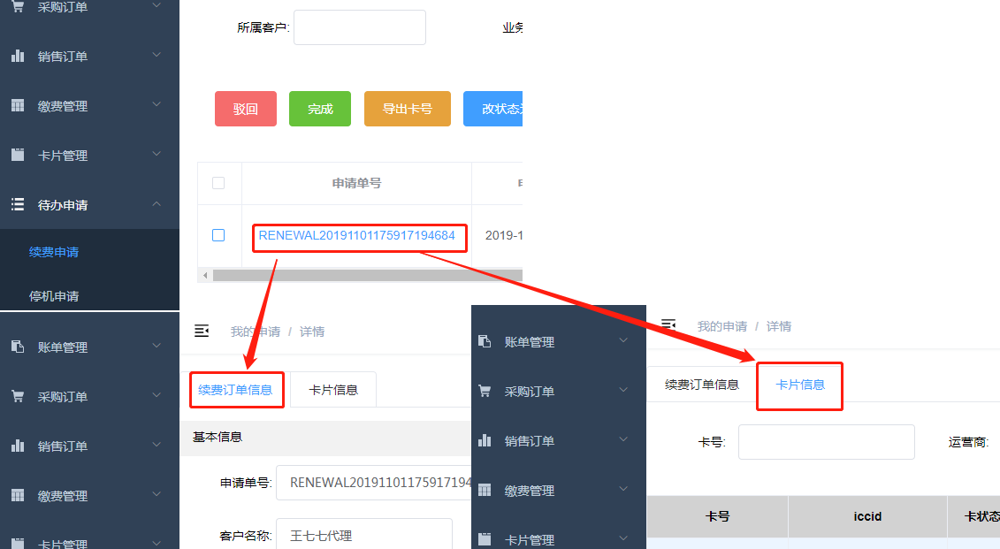 采购订单
销售订单
缴费管理
卡片管理
待办申请
续费申请
停机申请
所属客户:
业务
驳回
完成
导出卡号
改状态
申请单号
RENEWAL20191101175917194684
2019-1
账单管理
采购订单
销售订单
缴费管理
卡片管理
我的申请 / 详情
续费订单信息
卡片信息
基本信息
申请单号:
RENEWAL20191101175917194
客户名称:
王七七代理
账单管理
采购订单
销售订单
缴费管理
卡片管理
我的申请 / 详情
续费订单信息
卡片信息
卡号:
运营商:
卡号
iccid
卡状态